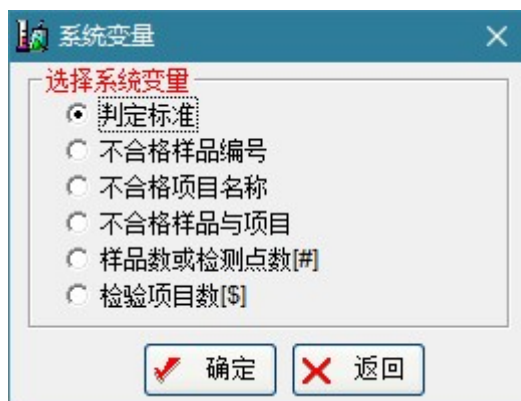 系统变量
选择系统变量
判定标准
不合格样品编号
不合格项目名称
不合格样品与项目
样品数或检测点数[#]
检验项目数[$]
确定 返回